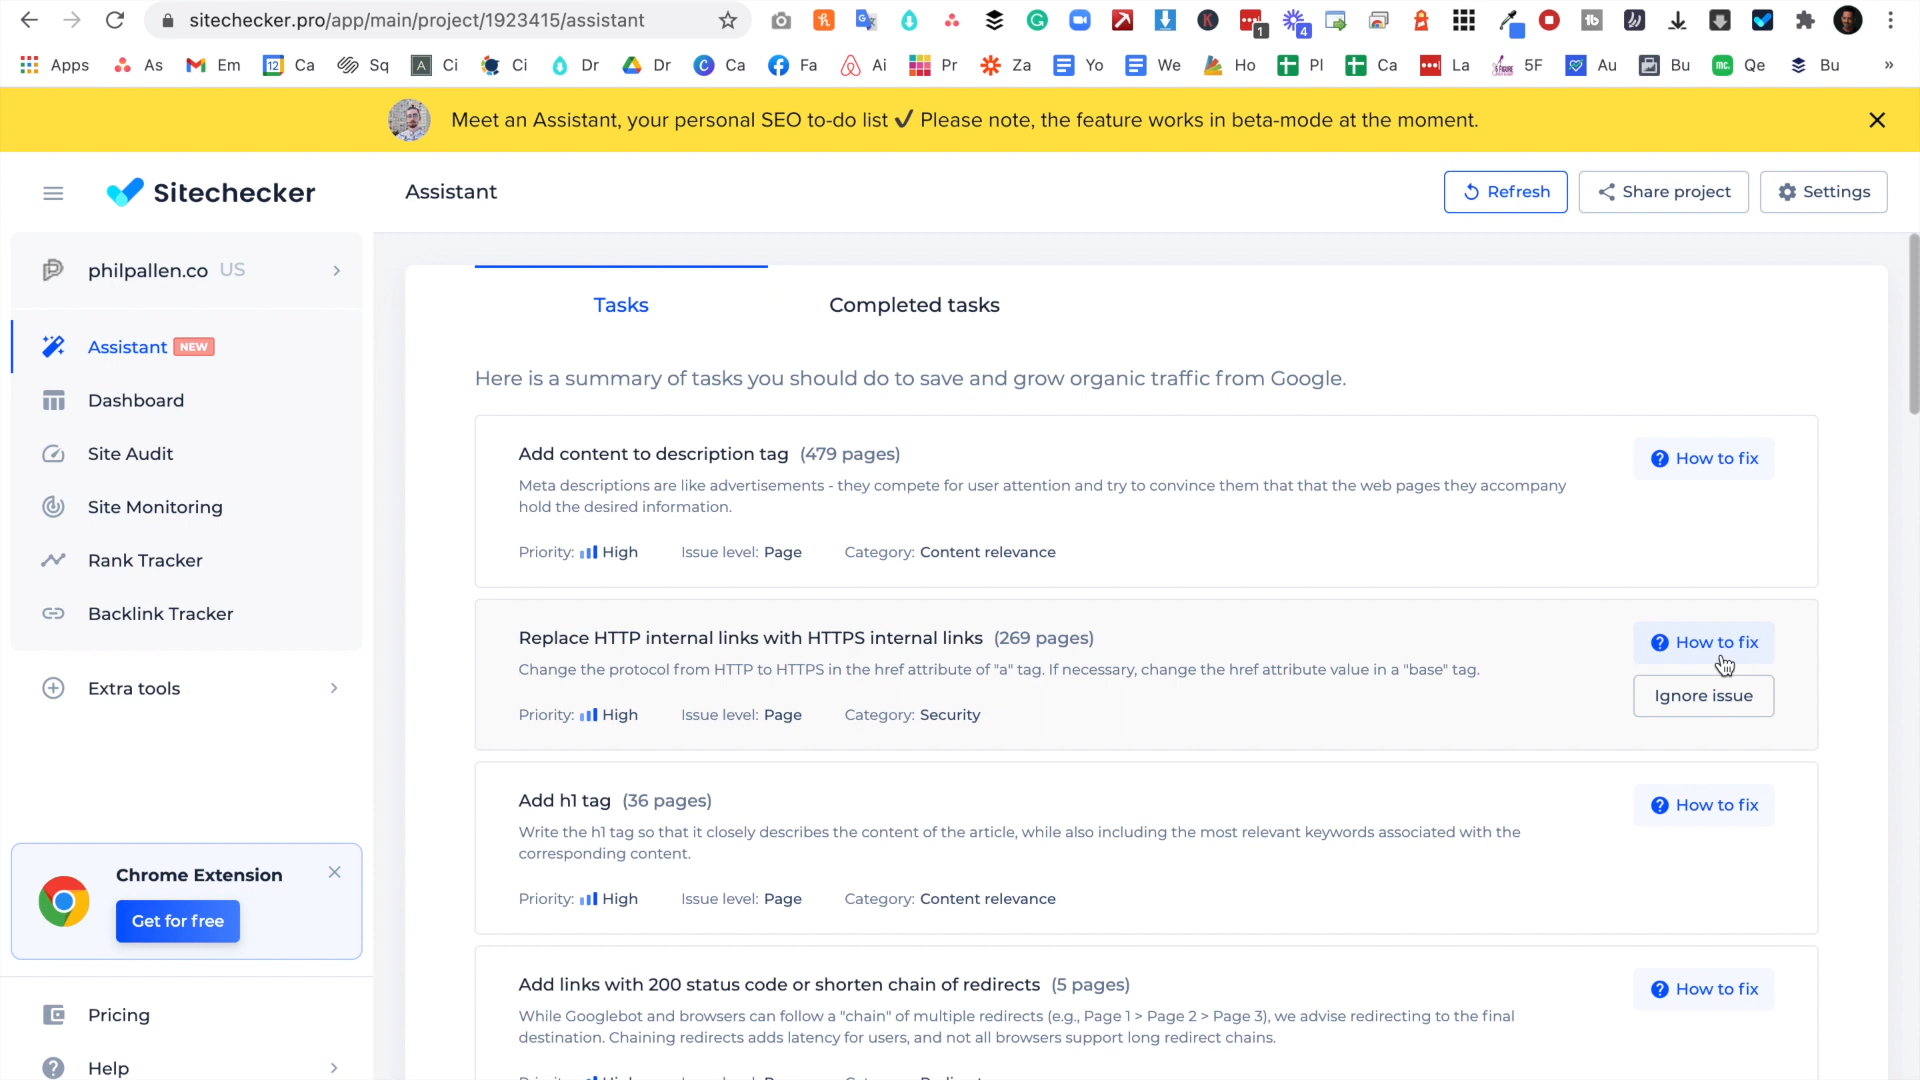 sitechecker.pro/app/main/project/1923415/assistant
1
4
Apps As Em 12 Ca Sq A Ci Ci Dr Dr C Ca Fa Ai Pr Za Yo We Ho Pl Ca La 5F Au Bu mc. Qe Bu »
Meet an Assistant, your personal SEO to-do list ✔ Please note, the feature works in beta-mode at the moment.
Sitechecker
Assistant
Refresh
Share project
Settings
philpallen.co US
Assistant NEW
Dashboard
Site Audit
Site Monitoring
Rank Tracker
Backlink Tracker
Extra tools
Chrome Extension
Get for free
Pricing
Help
Tasks
Completed tasks
Here is a summary of tasks you should do to save and grow organic traffic from Google.
Add content to description tag (479 pages)
How to fix
Meta descriptions are like advertisements - they compete for user attention and try to convince them that that the web pages they accompany
hold the desired information.
Priority: High Issue level: Page Category: Content relevance
Replace HTTP internal links with HTTPS internal links (269 pages)
How to fix
Change the protocol from HTTP to HTTPS in the href attribute of "a" tag. If necessary, change the href attribute value in a "base" tag.
Ignore issue
Priority: High Issue level: Page Category: Security
Add h1 tag (36 pages)
How to fix
Write the h1 tag so that it closely describes the content of the article, while also including the most relevant keywords associated with the
corresponding content.
Priority: High Issue level: Page Category: Content relevance
Add links with 200 status code or shorten chain of redirects (5 pages)
How to fix
While Googlebot and browsers can follow a "chain" of multiple redirects (e.g., Page 1 > Page 2 > Page 3), we advise redirecting to the final
destination. Chaining redirects adds latency for users, and not all browsers support long redirect chains.